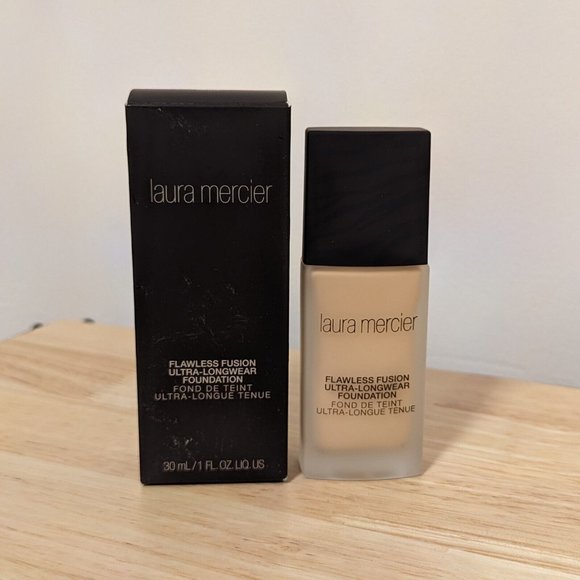 laura mercier
FLAWLESS FUSION
ULTRA-LONGWEAR
FOUNDATION
FOND DE TEINT
ULTRA-LONGUE TENUE
30 mL/1 FL. OZ. LIQ. US
laura mercier
FLAWLESS FUSION
ULTRA-LONGWEAR
FOUNDATION
FOND DE TEINT
ULTRA-LONGUE TENUE